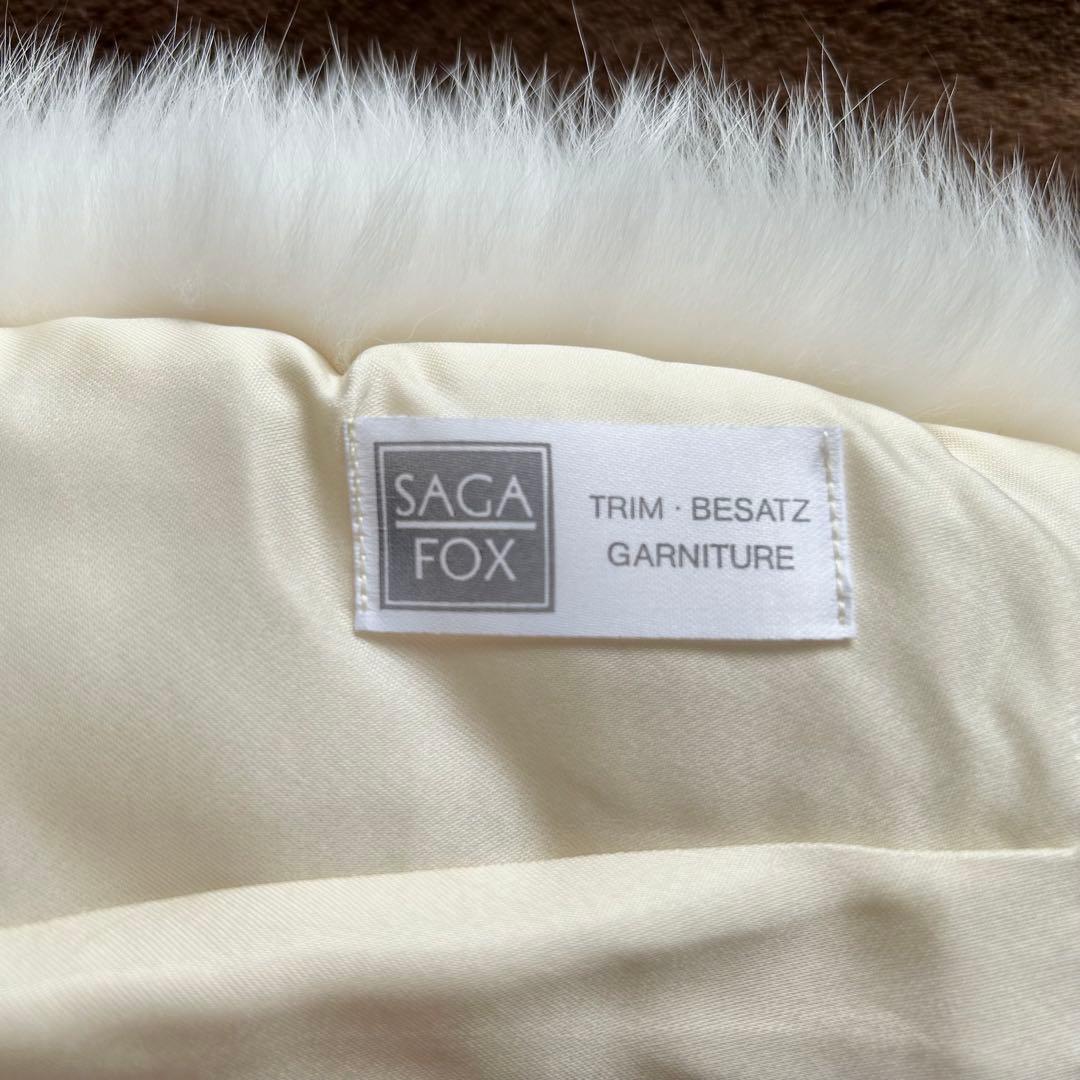 SAGA
FOX
TRIM · BESATZ
GARNITURE